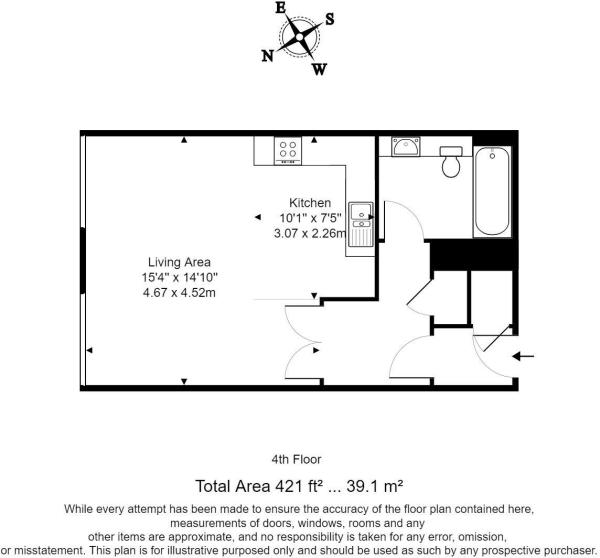 E
S
N
W
Kitchen
10'1" x 7'5"
3.07 x 2.26m
Living Area
15'4" x 14'10"
4.67 x 4.52m
4th Floor
Total Area 421 ft² ... 39.1 m²
While every attempt has been made to ensure the accuracy of the floor plan contained here,
measurements of doors, windows, rooms and any
other items are approximate, and no responsibility is taken for any error, omission,
or misstatement. This plan is for illustrative purposed only and should be used as such by any prospective purchaser.